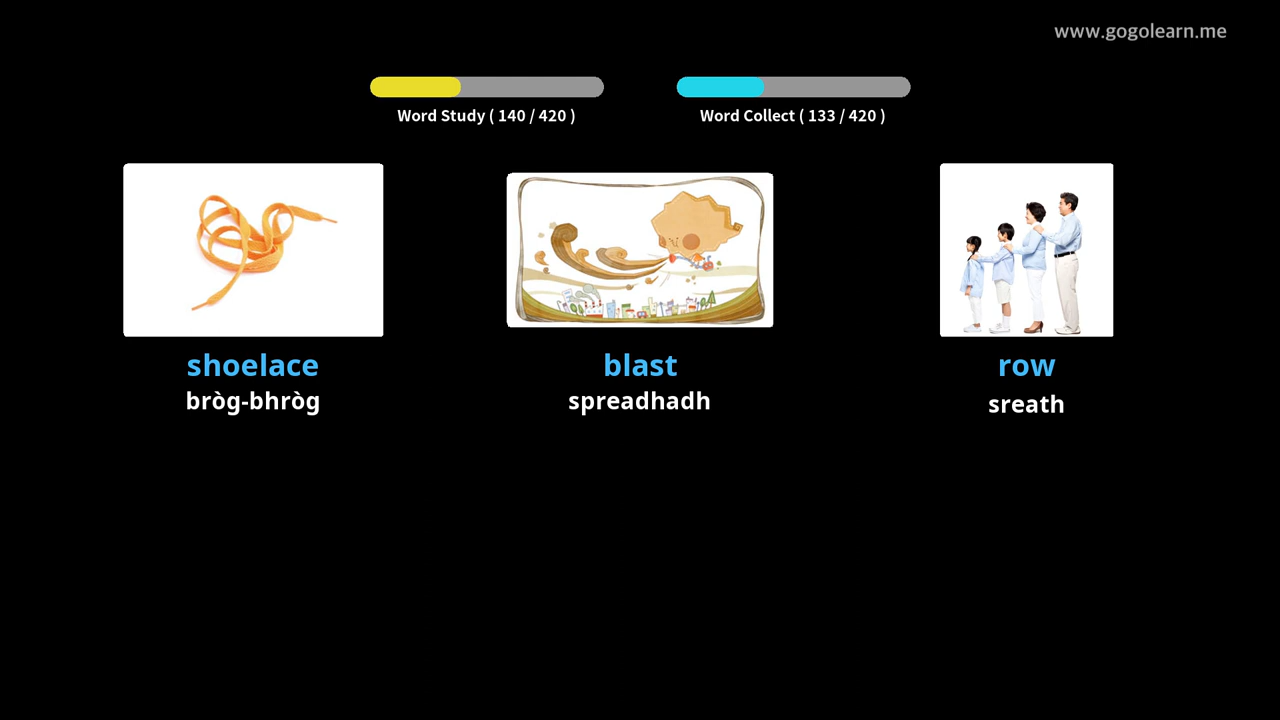 www.gogolearn.me
Word Study ( 140 / 420 )
Word Collect ( 133 / 420 )
shoelace
blast
row
bròg-bhròg
spreadhadh
sreath